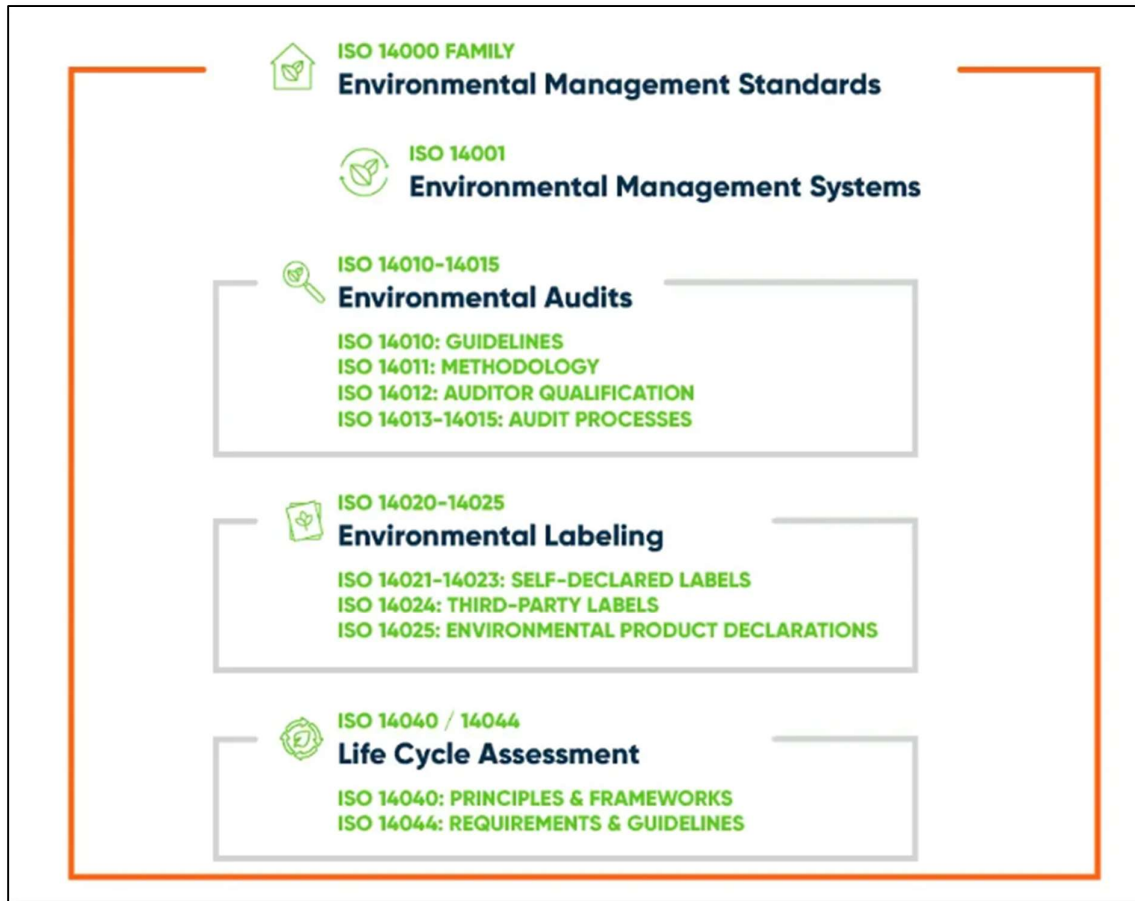 ISO 14000 FAMILY
Environmental Management Standards
ISO 14001
Environmental Management Systems
ISO 14010-14015
Environmental Audits
ISO 14010: GUIDELINES
ISO 14011: METHODOLOGY
ISO 14012: AUDITOR QUALIFICATION
ISO 14013-14015: AUDIT PROCESSES
ISO 14020-14025
Environmental Labeling
ISO 14021-14023: SELF-DECLARED LABELS
ISO 14024: THIRD-PARTY LABELS
ISO 14025: ENVIRONMENTAL PRODUCT DECLARATIONS
ISO 14040 / 14044
Life Cycle Assessment
ISO 14040: PRINCIPLES & FRAMEWORKS
ISO 14044: REQUIREMENTS & GUIDELINES